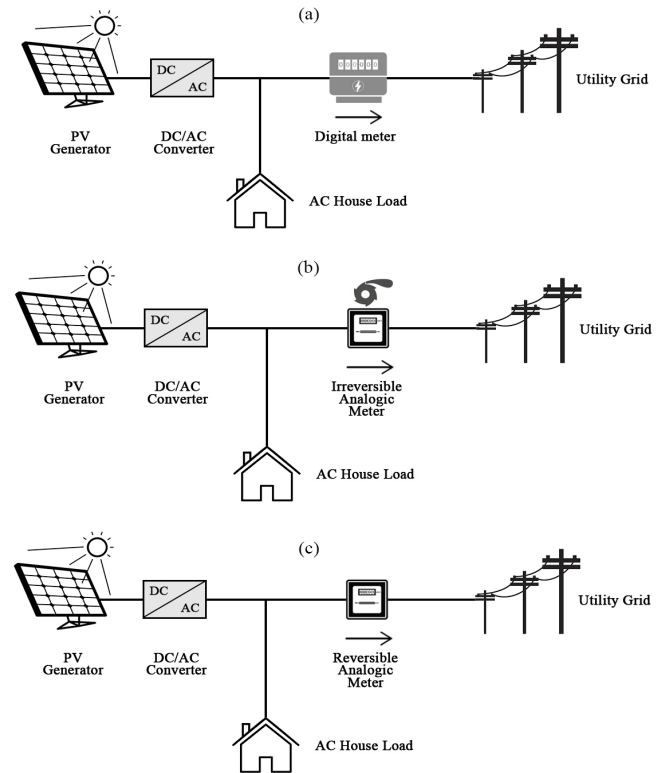 (a)
DC
AC
000000
Utility Grid
PV
Generator
DC/AC
Converter
Digital meter
AC House Load
(b)
DC
AC
Utility Grid
PV
Generator
DC/AC
Converter
Irreversible
Analogic
Meter
AC House Load
(c)
DC
AC
Utility Grid
PV
Generator
DC/AC
Converter
Reversible
Analogic
Meter
AC House Load